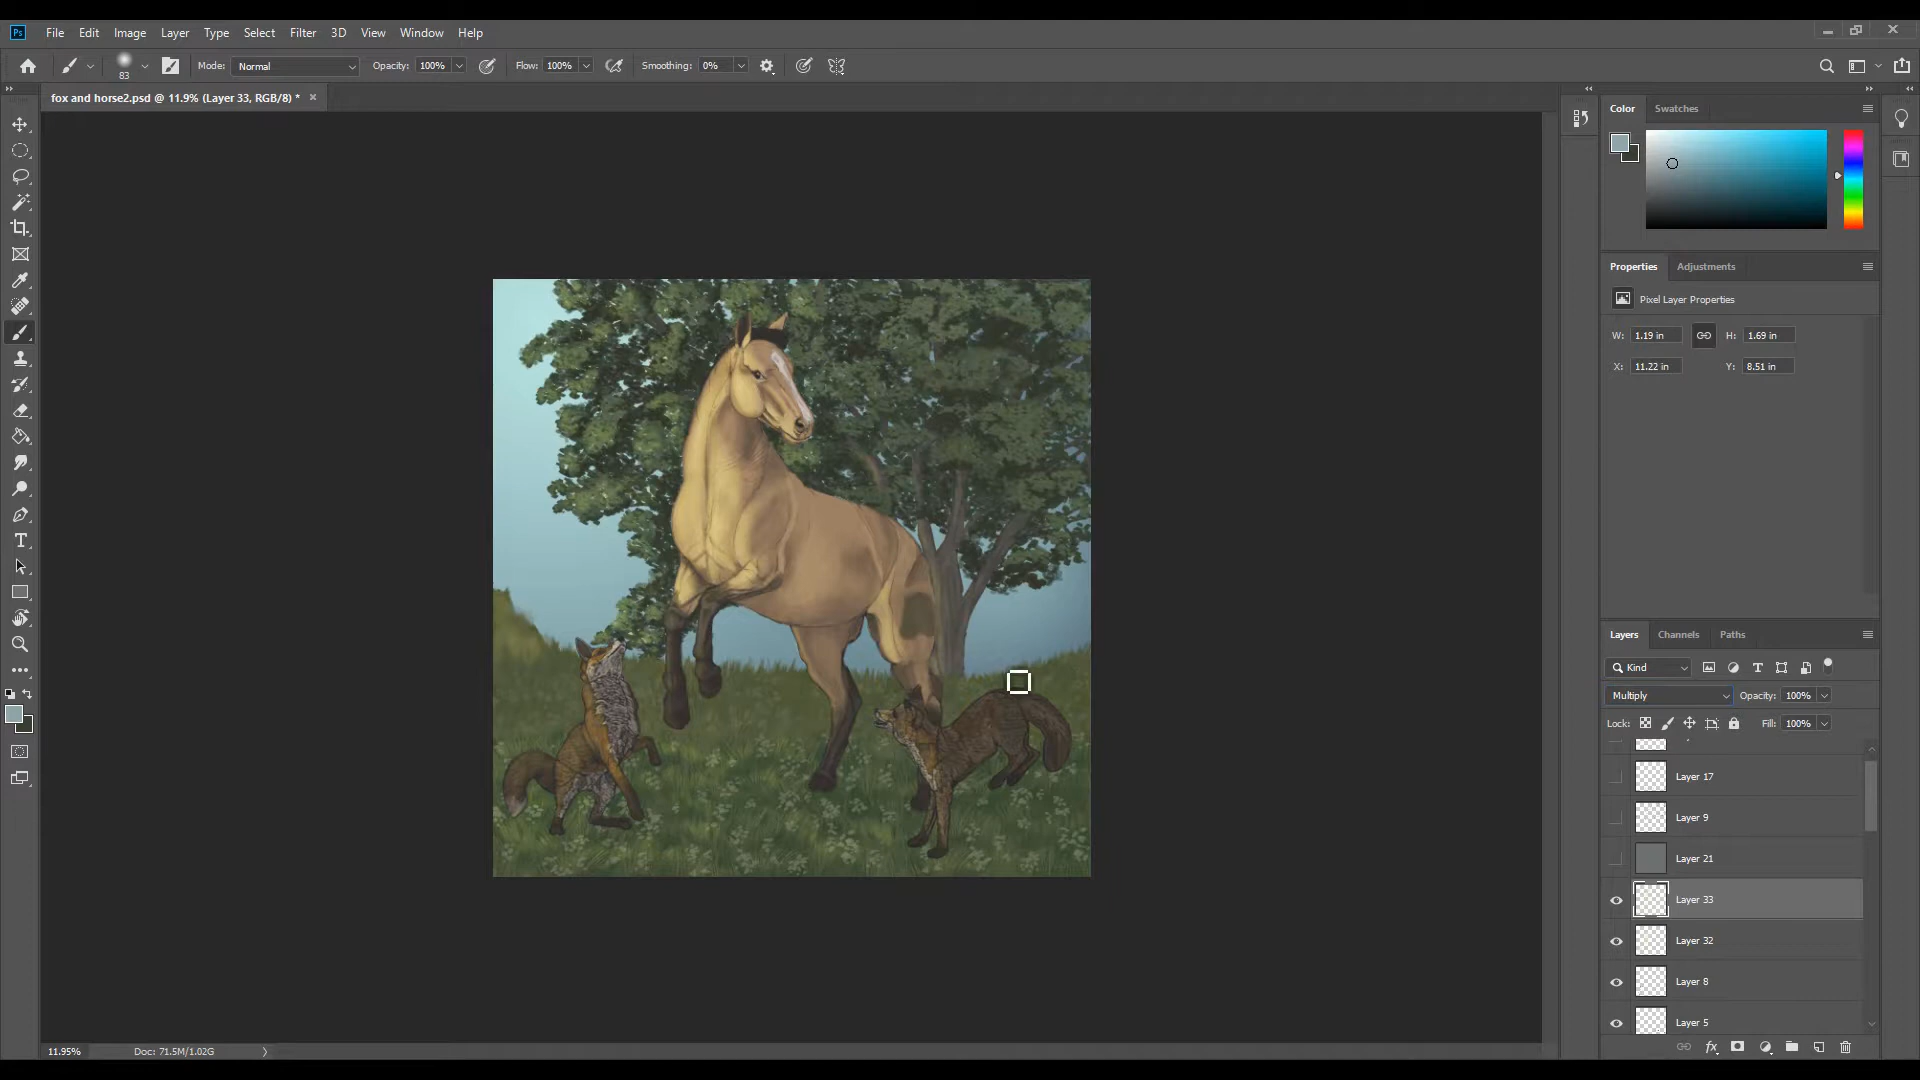 Ps File Edit Image Layer Type Select Filter 3D View Window Help
83 Mode: Normal Opacity: 100% Flow: 100% Smoothing: 0%
fox and horse2.psd @ 11.9% (Layer 33, RGB/8) * ×
Color Swatches
Properties Adjustments
Pixel Layer Properties
W: 1.19 in H: 1.69 in
X: 11.22 in Y: 8.51 in
Layers Channels Paths
Kind
Multiply Opacity: 100%
Lock: Fill: 100%
Layer 17
Layer 9
Layer 21
Layer 33
Layer 32
Layer 8
Layer 5
fx
11.95% Doc: 71.5M/1.02G